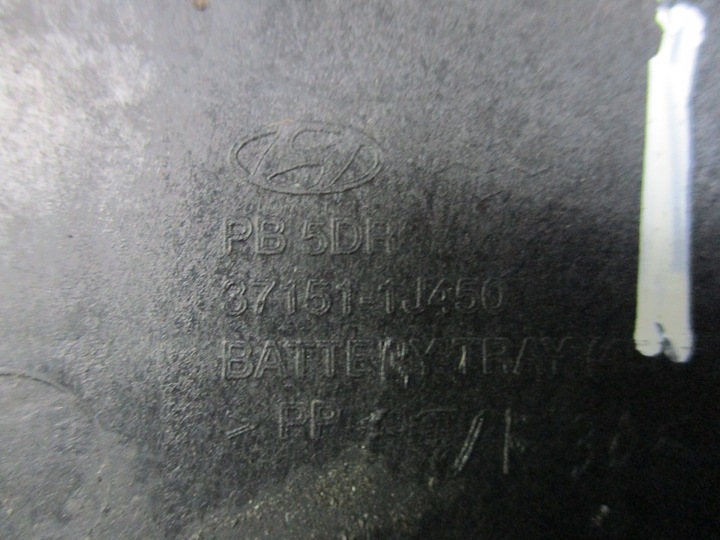 PB 5DR
37151-1J450
BATTERY TRAY
> PP